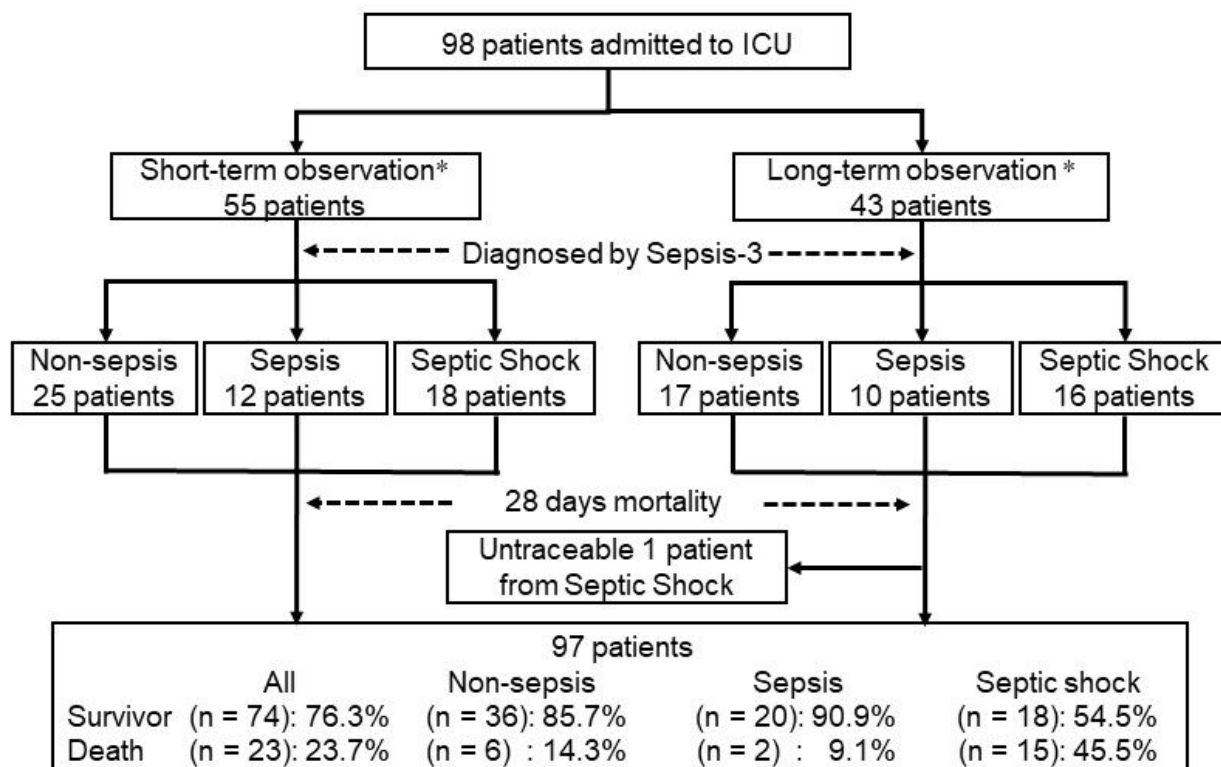 98 patients admitted to ICU
Short-term observation*
55 patients
Long-term observation *
43 patients
Diagnosed by Sepsis-3
Non-sepsis
25 patients
Sepsis
12 patients
Septic Shock
18 patients
Non-sepsis
17 patients
Sepsis
10 patients
Septic Shock
16 patients
28 days mortality
Untraceable 1 patient
from Septic Shock
97 patients
All Non-sepsis Sepsis Septic shock
Survivor (n = 74): 76.3% (n = 36): 85.7% (n = 20): 90.9% (n = 18): 54.5%
Death (n = 23): 23.7% (n = 6) : 14.3% (n = 2) : 9.1% (n = 15): 45.5%